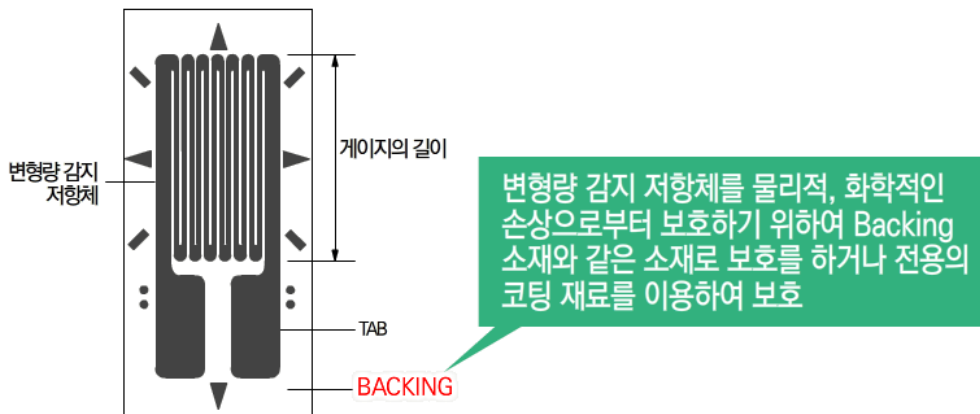 변형량 감지
저항체
게이지의 길이
변형량 감지 저항체를 물리적, 화학적인
손상으로부터 보호하기 위하여 Backing
소재와 같은 소재로 보호를 하거나 전용의
코팅 재료를 이용하여 보호
TAB
BACKING